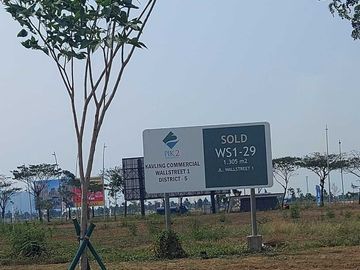 PIK2
KAVLING COMMERCIAL
WALLSTREET 1
DISTRICT - 5
SOLD
WS1-29
1.305 m2
JL. WALLSTREET 1